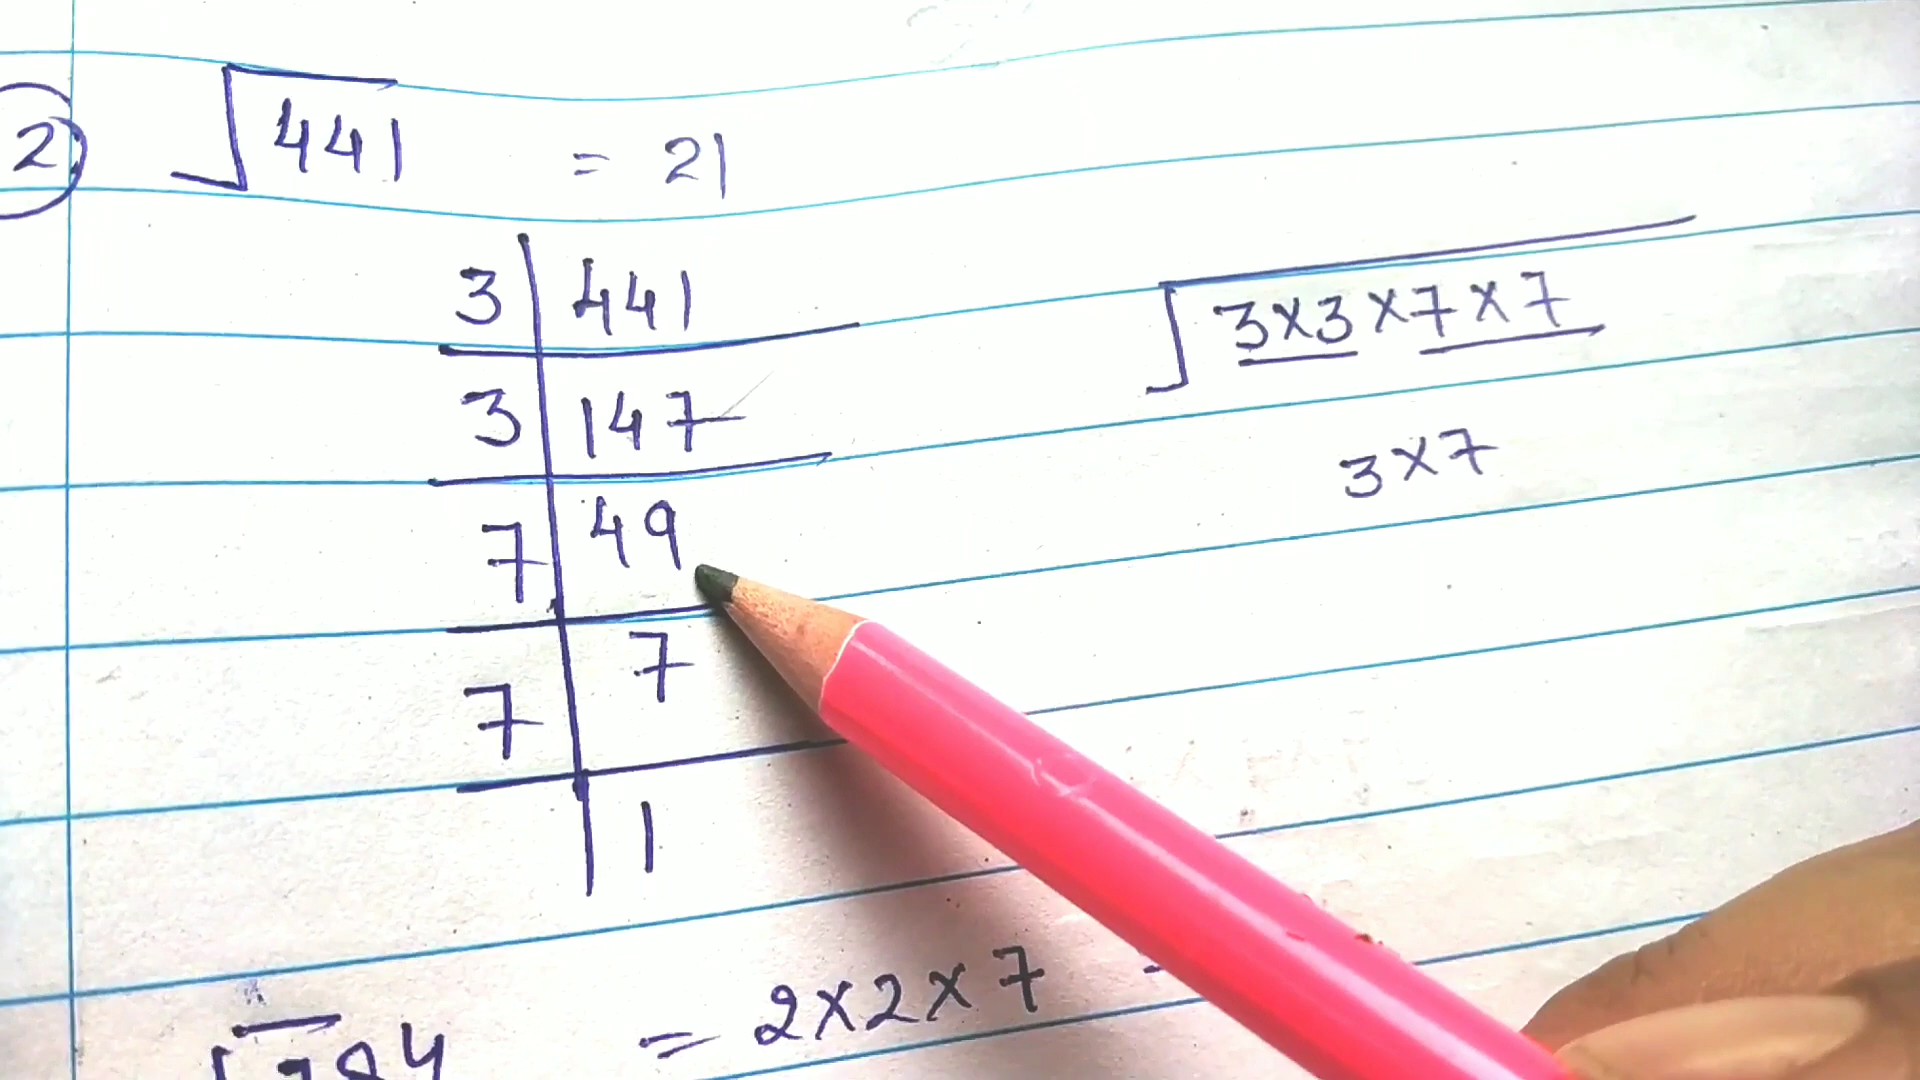 2 √441 = 21
3 | 441
3 | 147
7 | 49
7 | 7
1
√3×3×7×7
3×7
√784 = 2×2×7